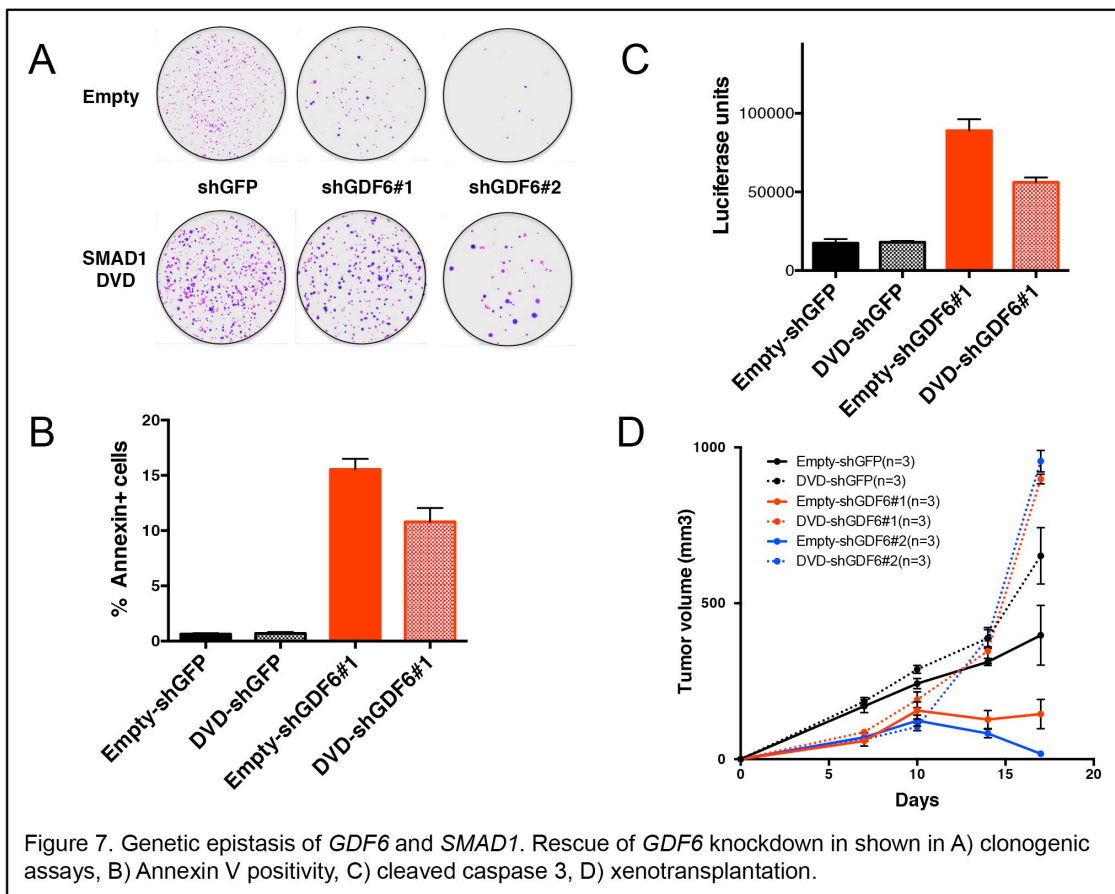 A
Empty
shGFP shGDF6#1 shGDF6#2
SMAD1
DVD
B
% Annexin+ cells
20
15
10
5
0
Empty-shGFP
DVD-shGFP
Empty-shGDF6#1
DVD-shGDF6#1
C
Luciferase units
100000
50000
0
Empty-shGFP
DVD-shGFP
Empty-shGDF6#1
DVD-shGDF6#1
D
Tumor volume (mm3)
1000
500
0
Empty-shGFP(n=3)
DVD-shGFP(n=3)
Empty-shGDF6#1(n=3)
DVD-shGDF6#1(n=3)
Empty-shGDF6#2(n=3)
DVD-shGDF6#2(n=3)
0 5 10 15 20
Days
Figure 7. Genetic epistasis of GDF6 and SMAD1. Rescue of GDF6 knockdown in shown in A) clonogenic
assays, B) Annexin V positivity, C) cleaved caspase 3, D) xenotransplantation.